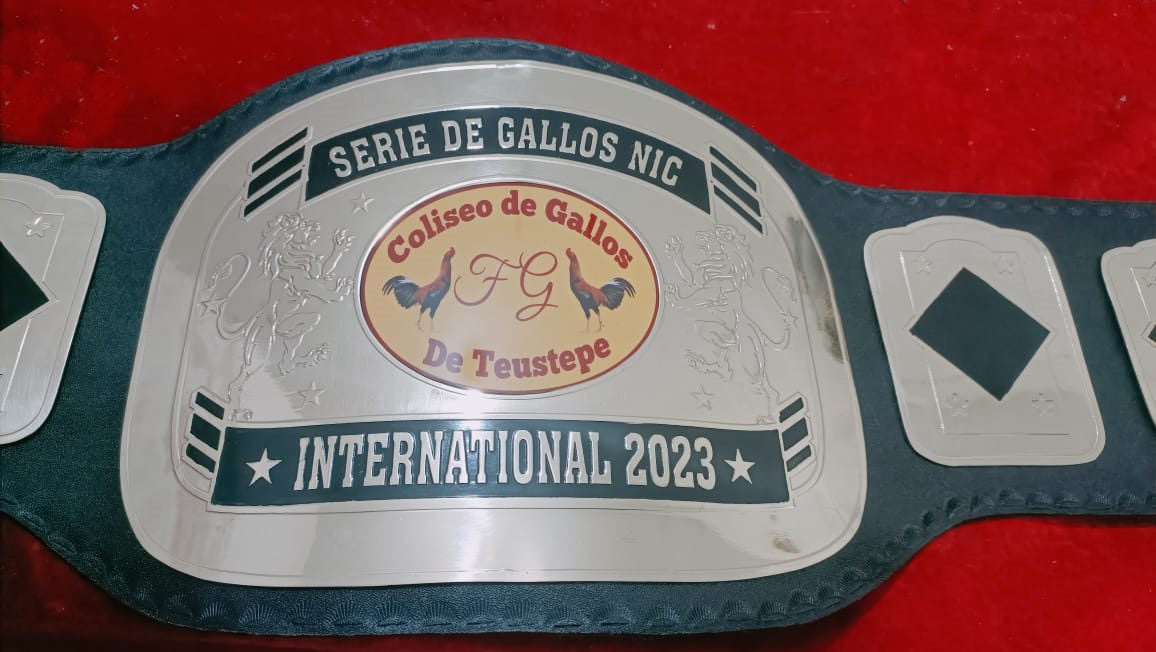 SERIE DE GALLOS NIC
Coliseo de Gallos
FG
De Teustepe
INTERNATIONAL 2023